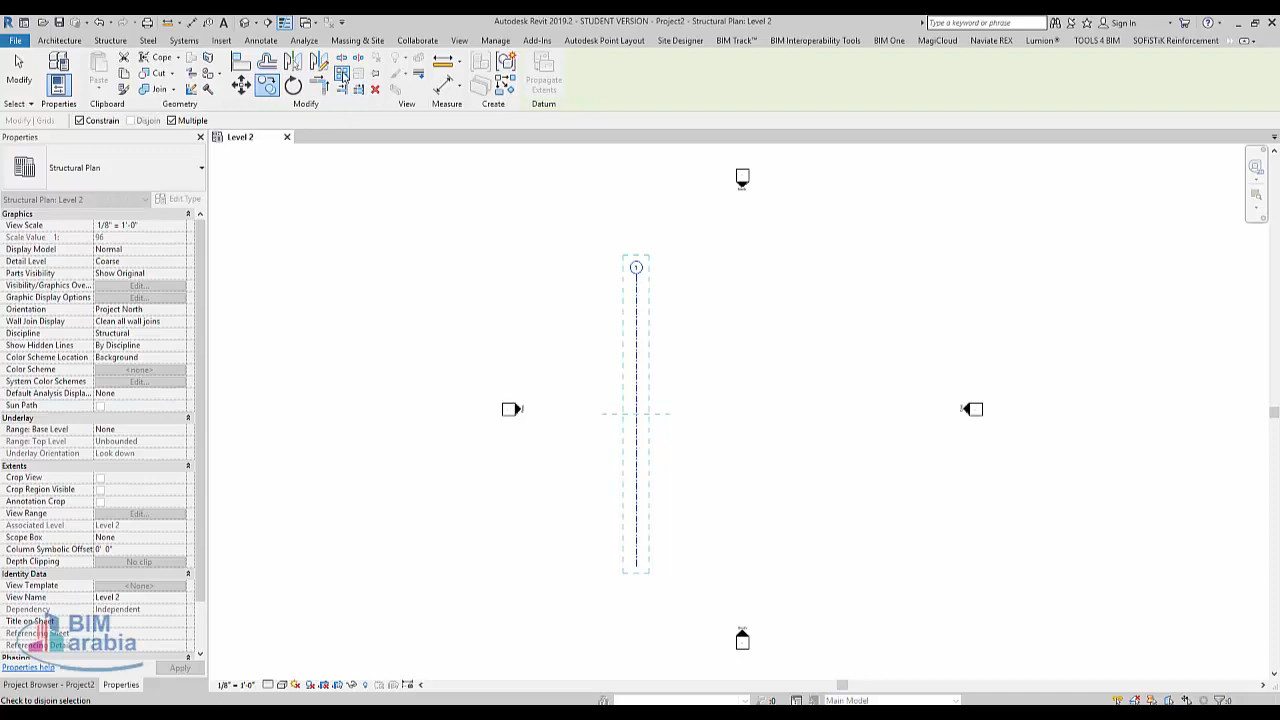 Autodesk Revit 2019.2 - STUDENT VERSION - Project2 - Structural Plan: Level 2
Type a keyword or phrase
Sign In
File Architecture Structure Steel Systems Insert Annotate Analyze Massing & Site Collaborate View Manage Add-Ins Autodesk Point Layout Site Designer BIM Track™ BIM Interoperability Tools BIM One MagiCloud Naviate REX Lumion® TOOLS 4 BIM SOFiSTiK Reinforcement
Modify Paste Cope Cut Join Propagate Extents
Select Properties Clipboard Geometry Modify View Measure Create Datum
Modify | Grids Constrain Disjoin Multiple
Properties
Level 2
Structural Plan
Structural Plan: Level 2 Edit Type
Graphics
View Scale 1/8" = 1'-0"
Scale Value 1: 96
Display Model Normal
Detail Level Coarse
Parts Visibility Show Original
Visibility/Graphics Ove... Edit...
Graphic Display Options Edit...
Orientation Project North
Wall Join Display Clean all wall joins
Discipline Structural
Show Hidden Lines By Discipline
Color Scheme Location Background
Color Scheme <none>
System Color Schemes Edit...
Default Analysis Displa... None
Sun Path
Underlay
Range: Base Level None
Range: Top Level Unbounded
Underlay Orientation Look down
Extents
Crop View
Crop Region Visible
Annotation Crop
View Range Edit...
Associated Level Level 2
Scope Box None
Column Symbolic Offset 0' 0"
Depth Clipping No clip
Identity Data
View Template <None>
View Name Level 2
Dependency Independent
Title on Sheet
Referencing Sheet
Referencing Deta
Phasing
BIM
arabia
Properties help Apply
Project Browser - Project2 Properties
1/8" = 1'-0"
Check to disjoin selection
:0 Main Model :0